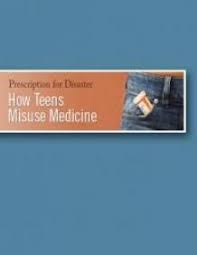 Prescription for Disaster
How Teens
Misuse Medicine